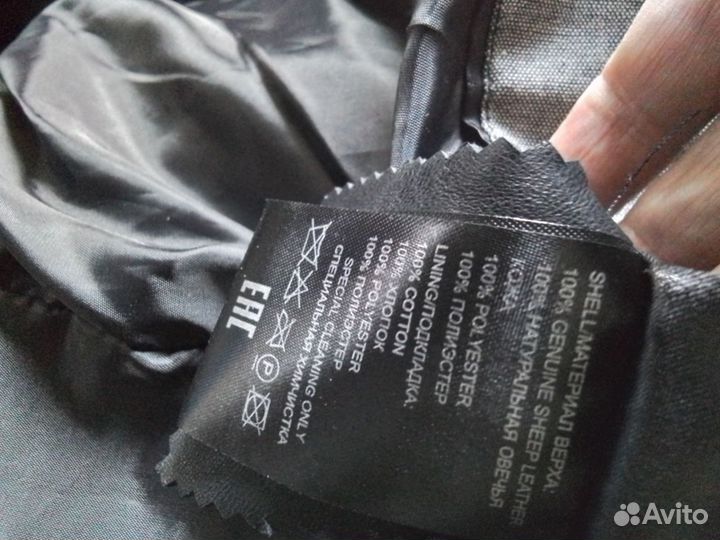 SHELL/МАТЕРИАЛ ВЕРХА:
100% GENUINE SHEEP LEATHER
100% НАТУРАЛЬНАЯ ОВЕЧЬЯ
КОЖА
100% POLYESTER
100% ПОЛИЭСТЕР
LINING/ПОДКЛАДКА:
100% COTTON
100% ХЛОПОК
100% POLYESTER
100% ПОЛИЭСТЕР
SPECIAL CLEANING ONLY
СПЕЦИАЛЬНАЯ ХИМЧИСТКА
P
EAC
Avito